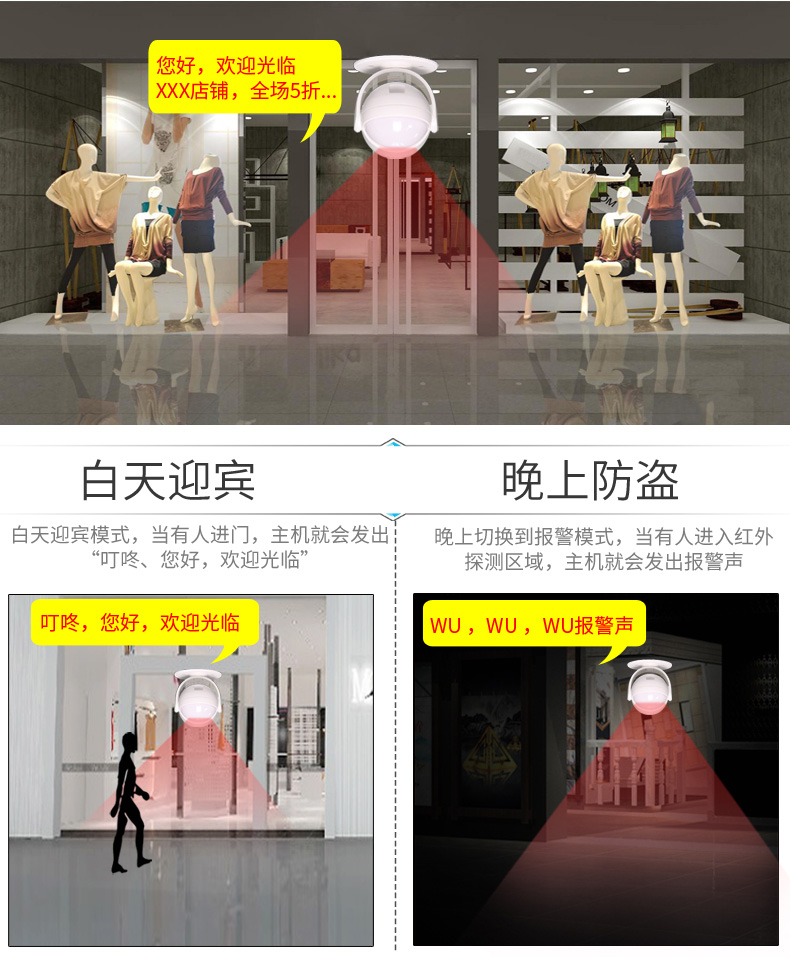 您好，欢迎光临
XXX店铺，全场5折...
白天迎宾
晚上防盗
白天迎宾模式，当有人进门，主机就会发出
“叮咚、您好，欢迎光临”
晚上切换到报警模式，当有人进入红外
探测区域，主机就会发出报警声
叮咚，您好，欢迎光临
WU ，WU ，WU报警声